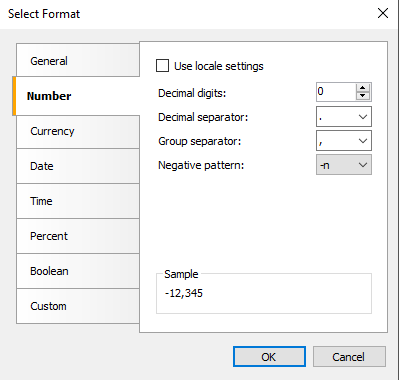 Select Format
General
Number
Currency
Date
Time
Percent
Boolean
Custom
Use locale settings
Decimal digits: 0
Decimal separator: .
Group separator: ,
Negative pattern: -n
Sample
-12,345
OK Cancel